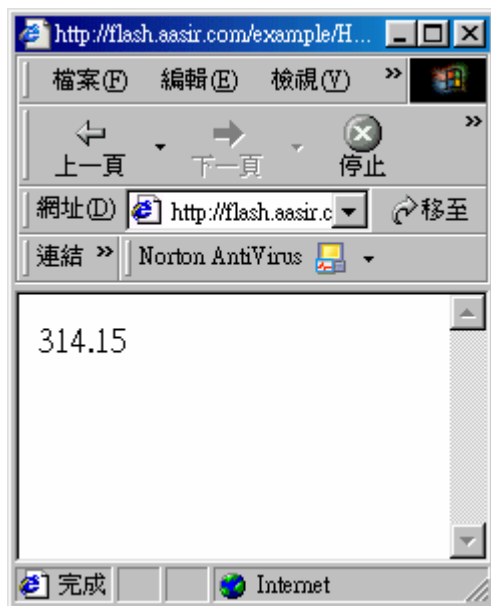 http://flash.aasir.com/example/H...
檔案(F) 編輯(E) 檢視(V) »
上一頁 下一頁 停止 »
網址(D) http://flash.aasir.c 移至
連結 » Norton AntiVirus
314.15
完成 Internet